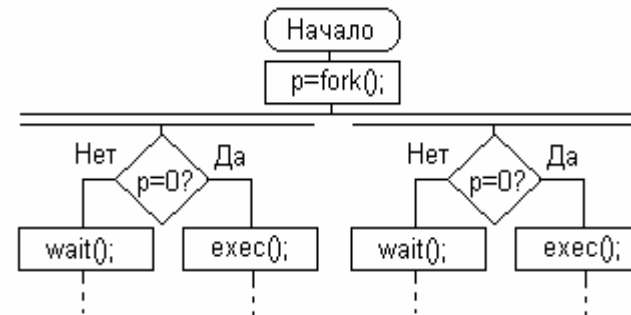 Начало
p=fork();
Нет Да Нет Да
p=0? p=0?
wait(); exec(); wait(); exec();